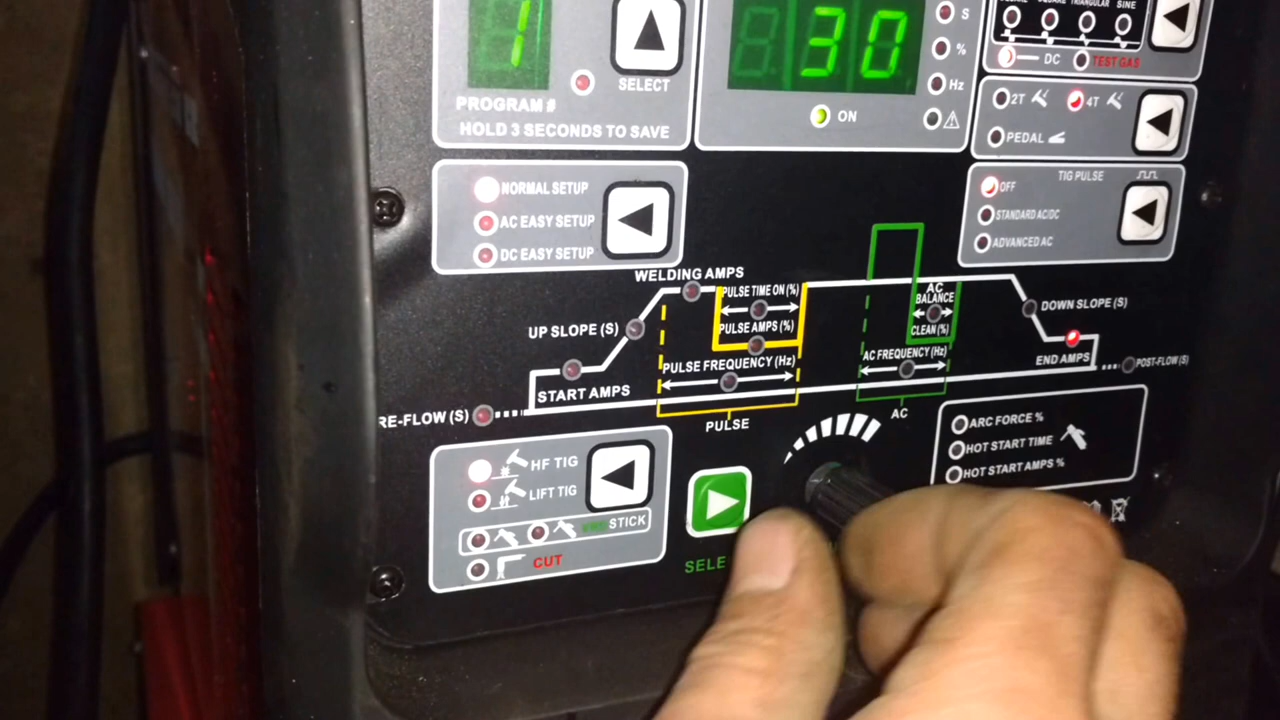 1
SELECT
PROGRAM #
HOLD 3 SECONDS TO SAVE
30
S
%
Hz
ON
TRIANGULAR
SINE
DC
TEST GAS
2T
4T
PEDAL
NORMAL SETUP
AC EASY SETUP
DC EASY SETUP
TIG PULSE
OFF
STANDARD AC/DC
ADVANCED AC
WELDING AMPS
PULSE TIME ON (%)
PULSE AMPS (%)
UP SLOPE (S)
PULSE FREQUENCY (Hz)
START AMPS
RE-FLOW (S)
PULSE
AC
BALANCE
CLEAN (%)
AC FREQUENCY (Hz)
AC
DOWN SLOPE (S)
END AMPS
POST-FLOW (S)
HF TIG
LIFT TIG
STICK
CUT
SELE
ARC FORCE %
HOT START TIME
HOT START AMPS %